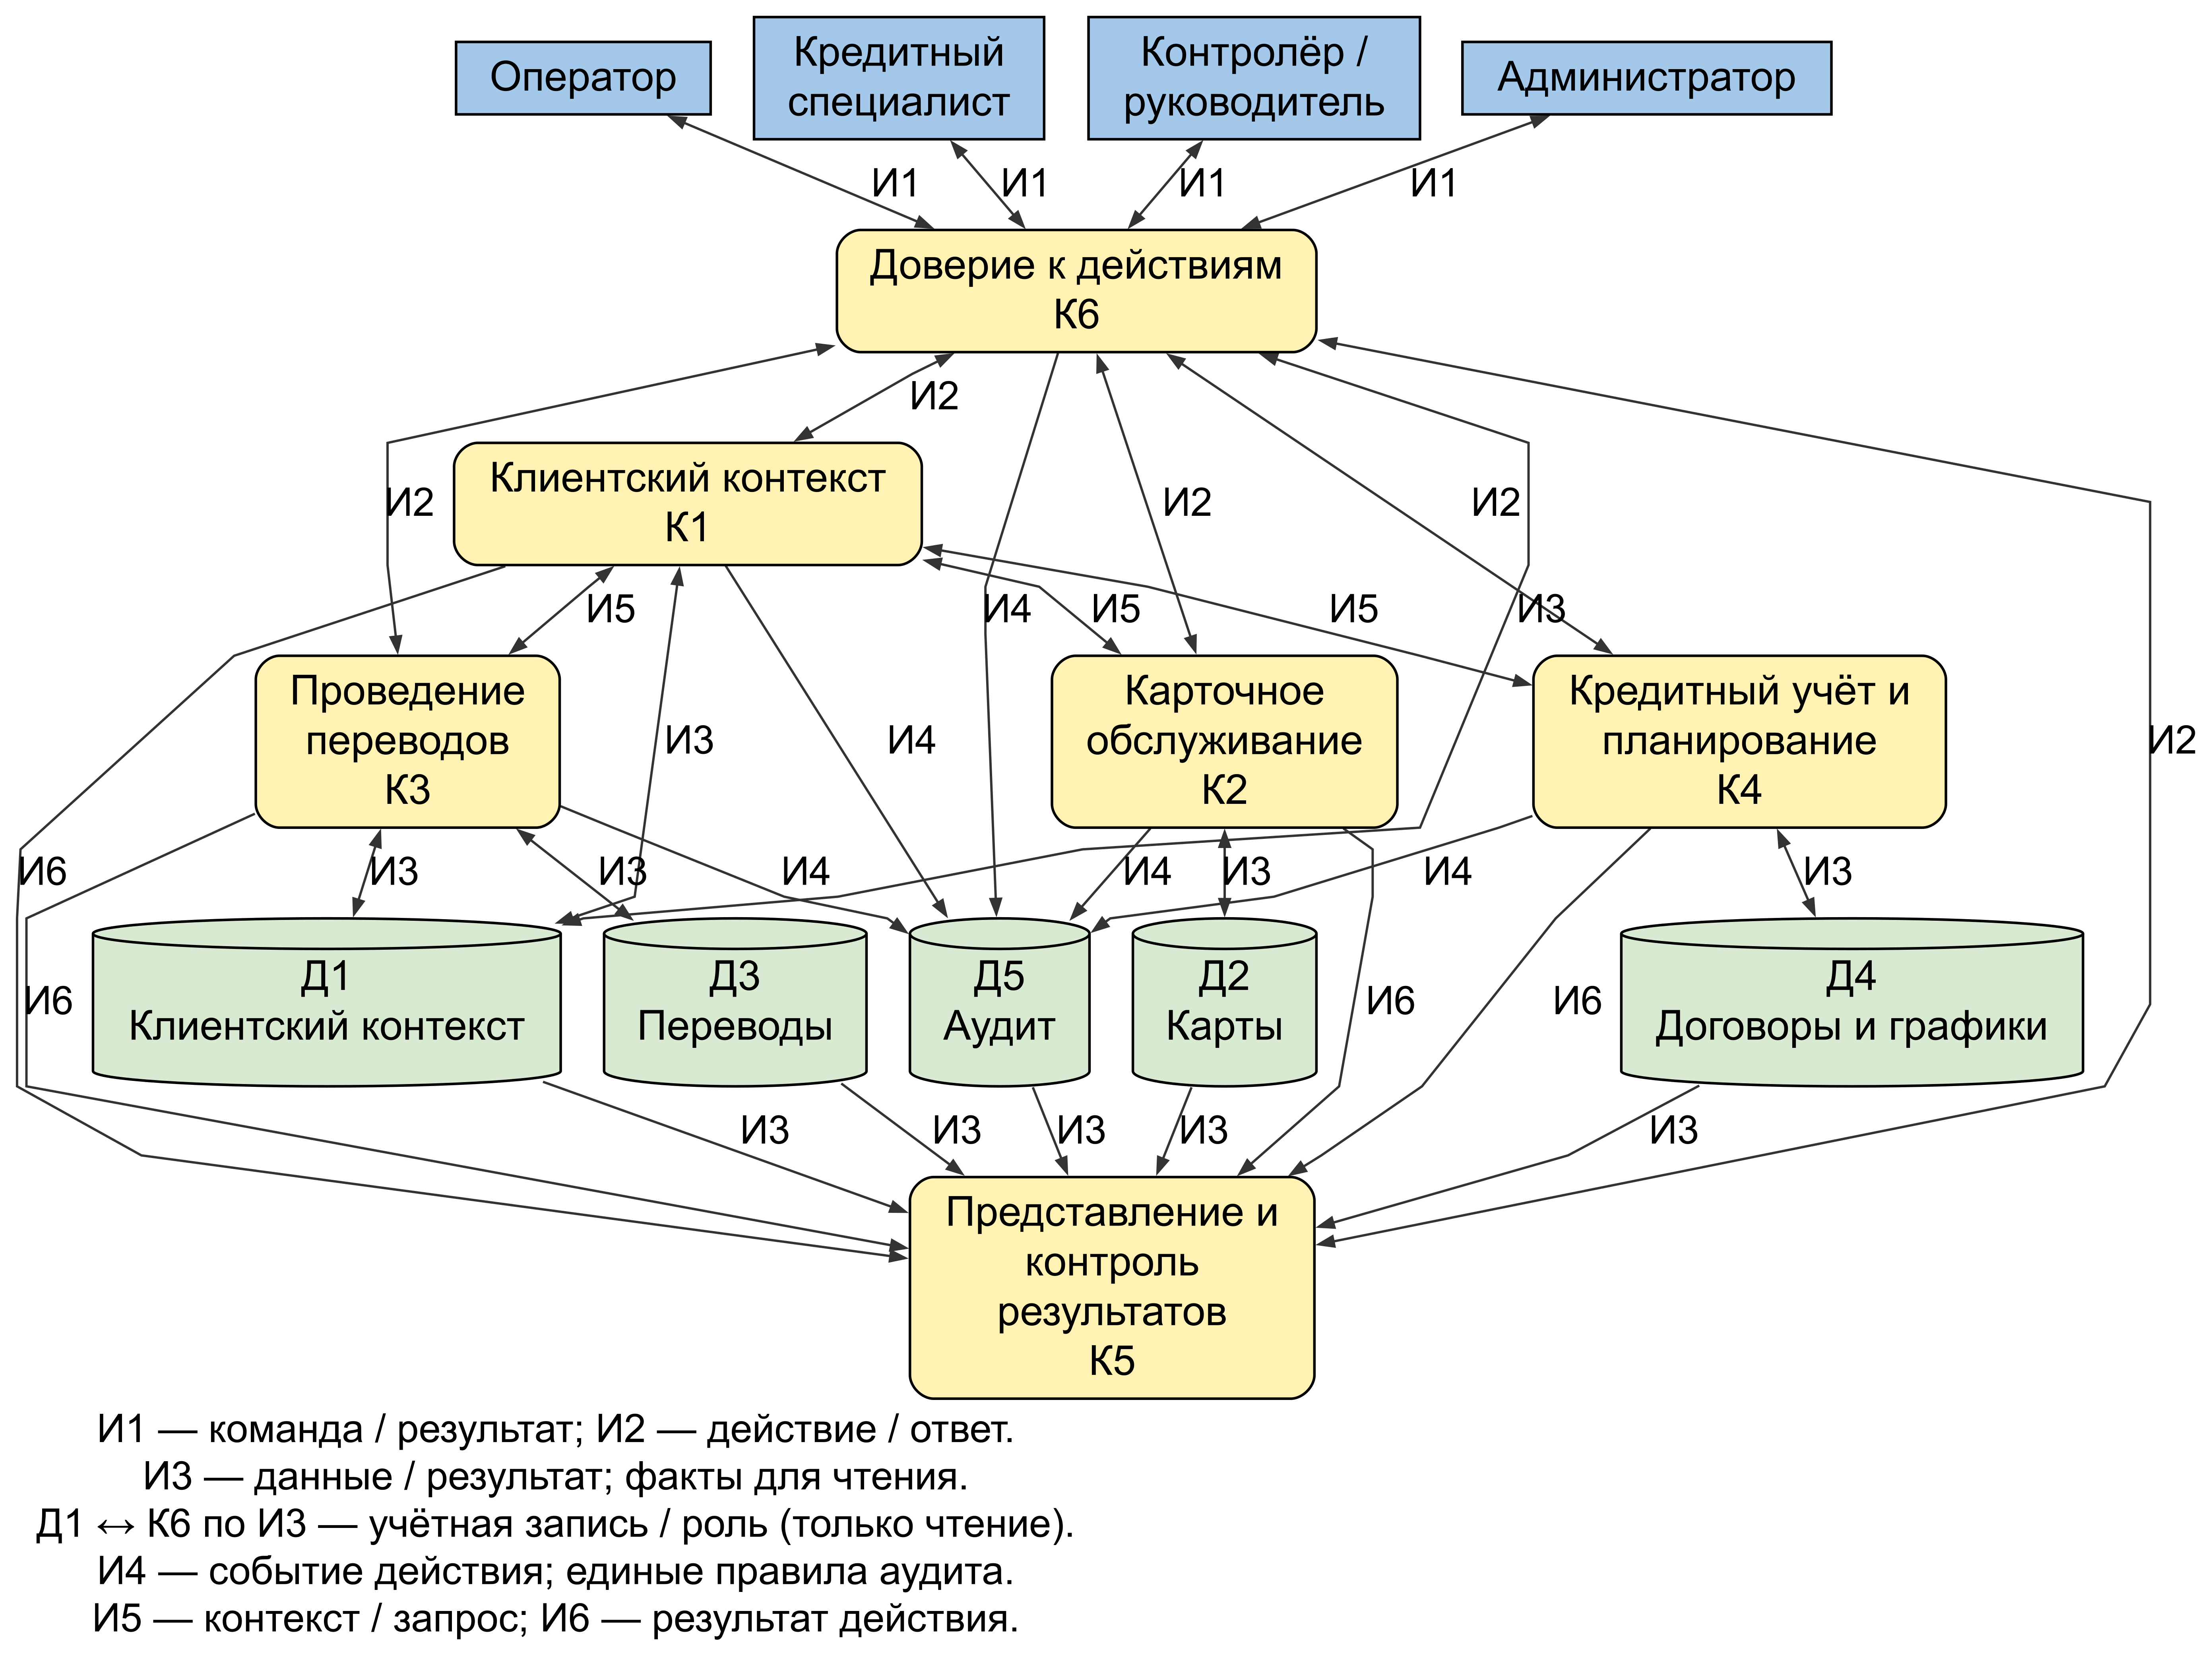 Оператор
Кредитный
специалист
Контролёр /
руководитель
Администратор
И1
И1
И1
И1
Доверие к действиям
К6
И2
Клиентский контекст
К1
И2
И2
И2
И5
И4
И5
И5
И3
Проведение
переводов
К3
И3
И4
Карточное
обслуживание
К2
Кредитный учёт и
планирование
К4
И2
И6
И3
И3
И4
И4
И3
И4
И3
Д1
Клиентский контекст
Д3
Переводы
Д5
Аудит
Д2
Карты
Д4
Договоры и графики
И6
И6
И6
И3
И3
И3
И3
И3
Представление и
контроль
результатов
К5
И1 — команда / результат; И2 — действие / ответ.
И3 — данные / результат; факты для чтения.
Д1 ↔ К6 по И3 — учётная запись / роль (только чтение).
И4 — событие действия; единые правила аудита.
И5 — контекст / запрос; И6 — результат действия.